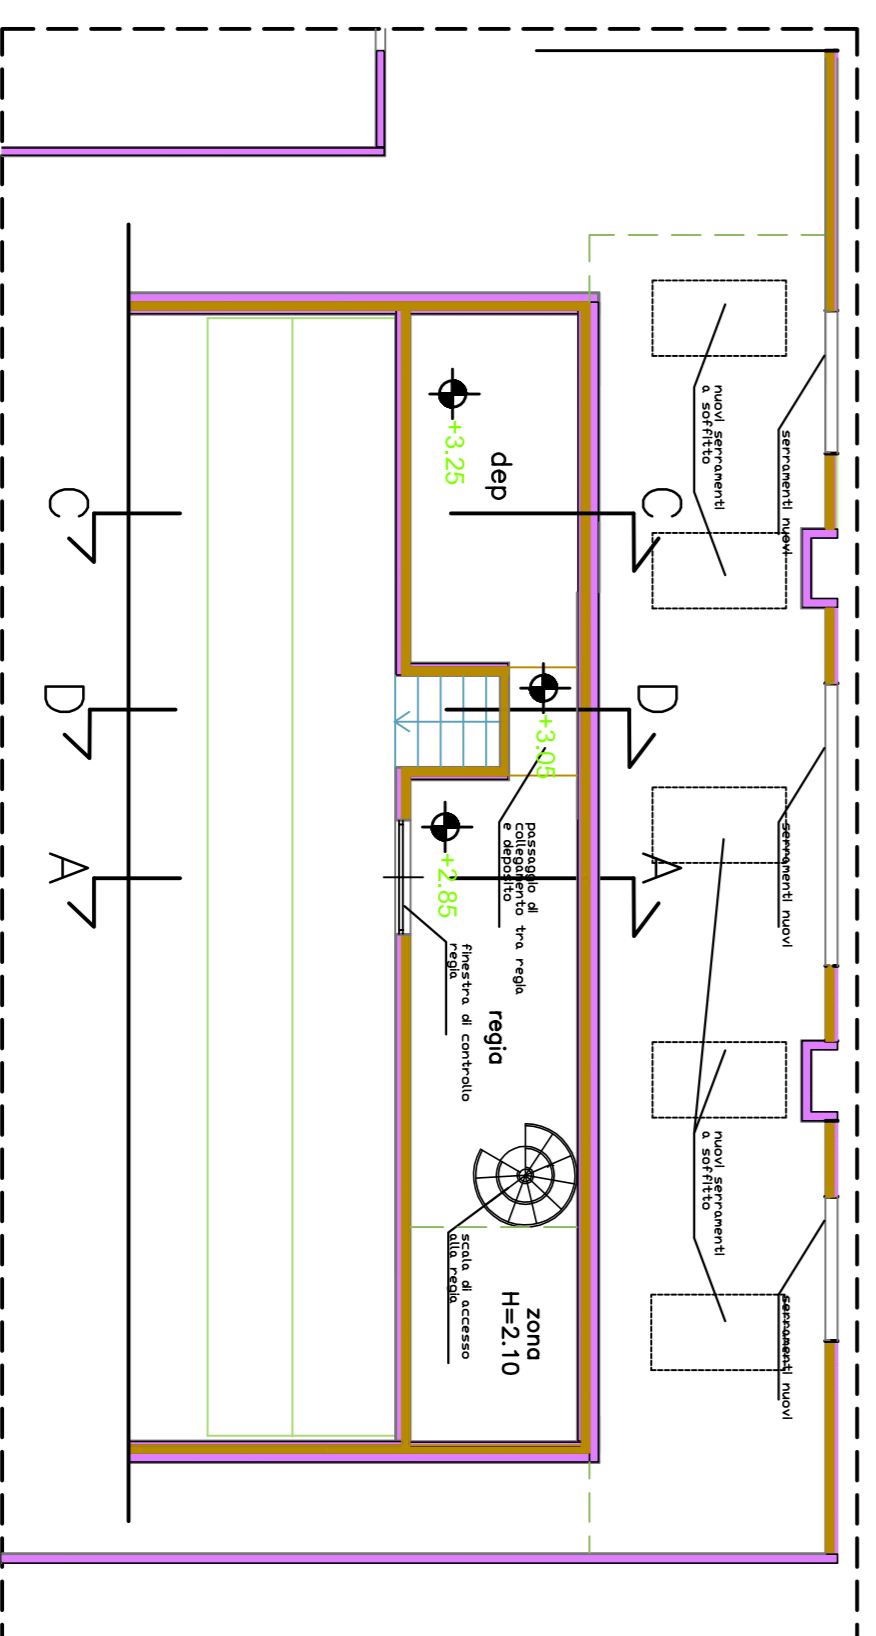 nuovi serramenti
a soffitto
serramenti nuovi
+3.25
dep
C
C
D
D
+3.05
A
A
+2.85
passaggio di
collegamento tra regia
e deposito
serramenti nuovi
finestra di controllo
regia
regia
nuovi serramenti
a soffitto
scala di accesso
alla regia
zona
H=2.10
serramenti nuovi